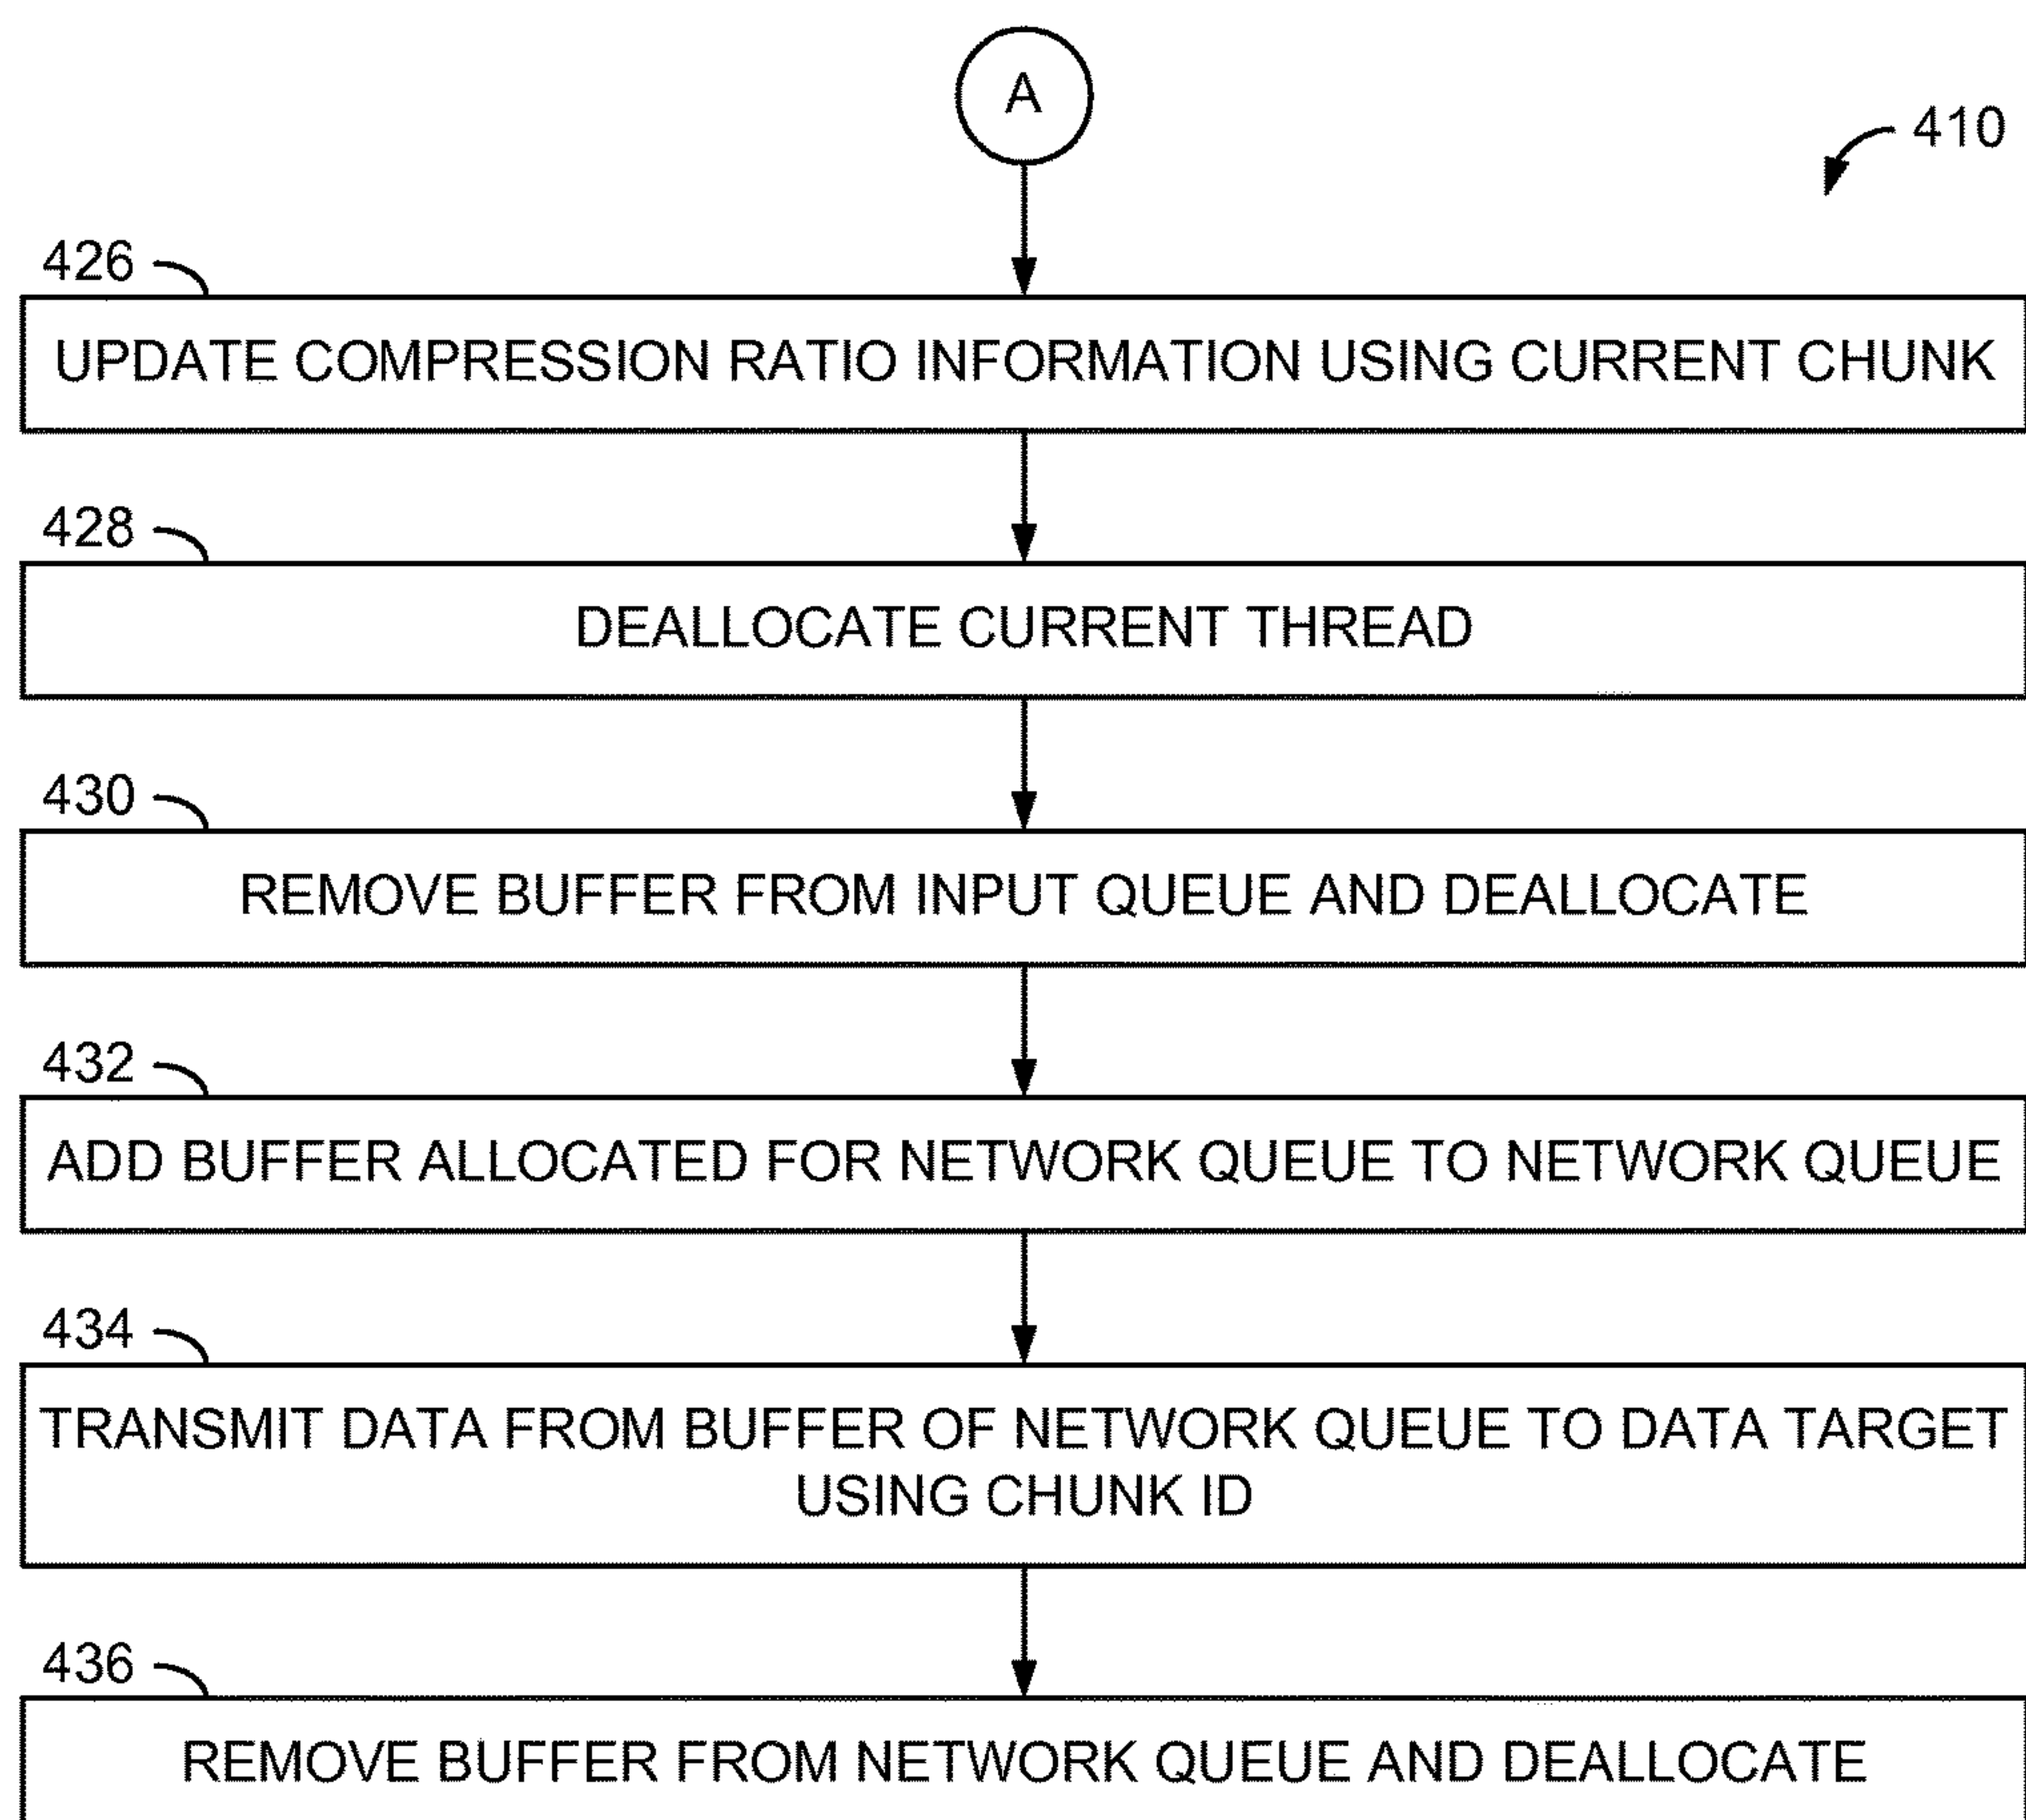 A
410
426
UPDATE COMPRESSION RATIO INFORMATION USING CURRENT CHUNK
428
DEALLOCATE CURRENT THREAD
430
REMOVE BUFFER FROM INPUT QUEUE AND DEALLOCATE
432
ADD BUFFER ALLOCATED FOR NETWORK QUEUE TO NETWORK QUEUE
434
TRANSMIT DATA FROM BUFFER OF NETWORK QUEUE TO DATA TARGET
USING CHUNK ID
436
REMOVE BUFFER FROM NETWORK QUEUE AND DEALLOCATE